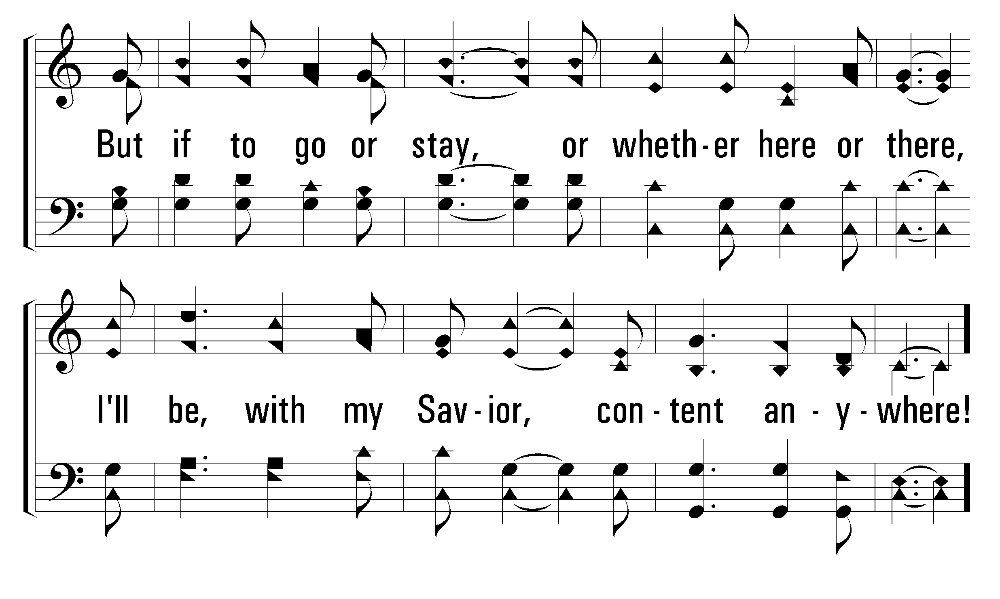 But if to go or stay, or wheth-er here or there,
I'll be, with my Sav-ior, con-tent an-y-where!